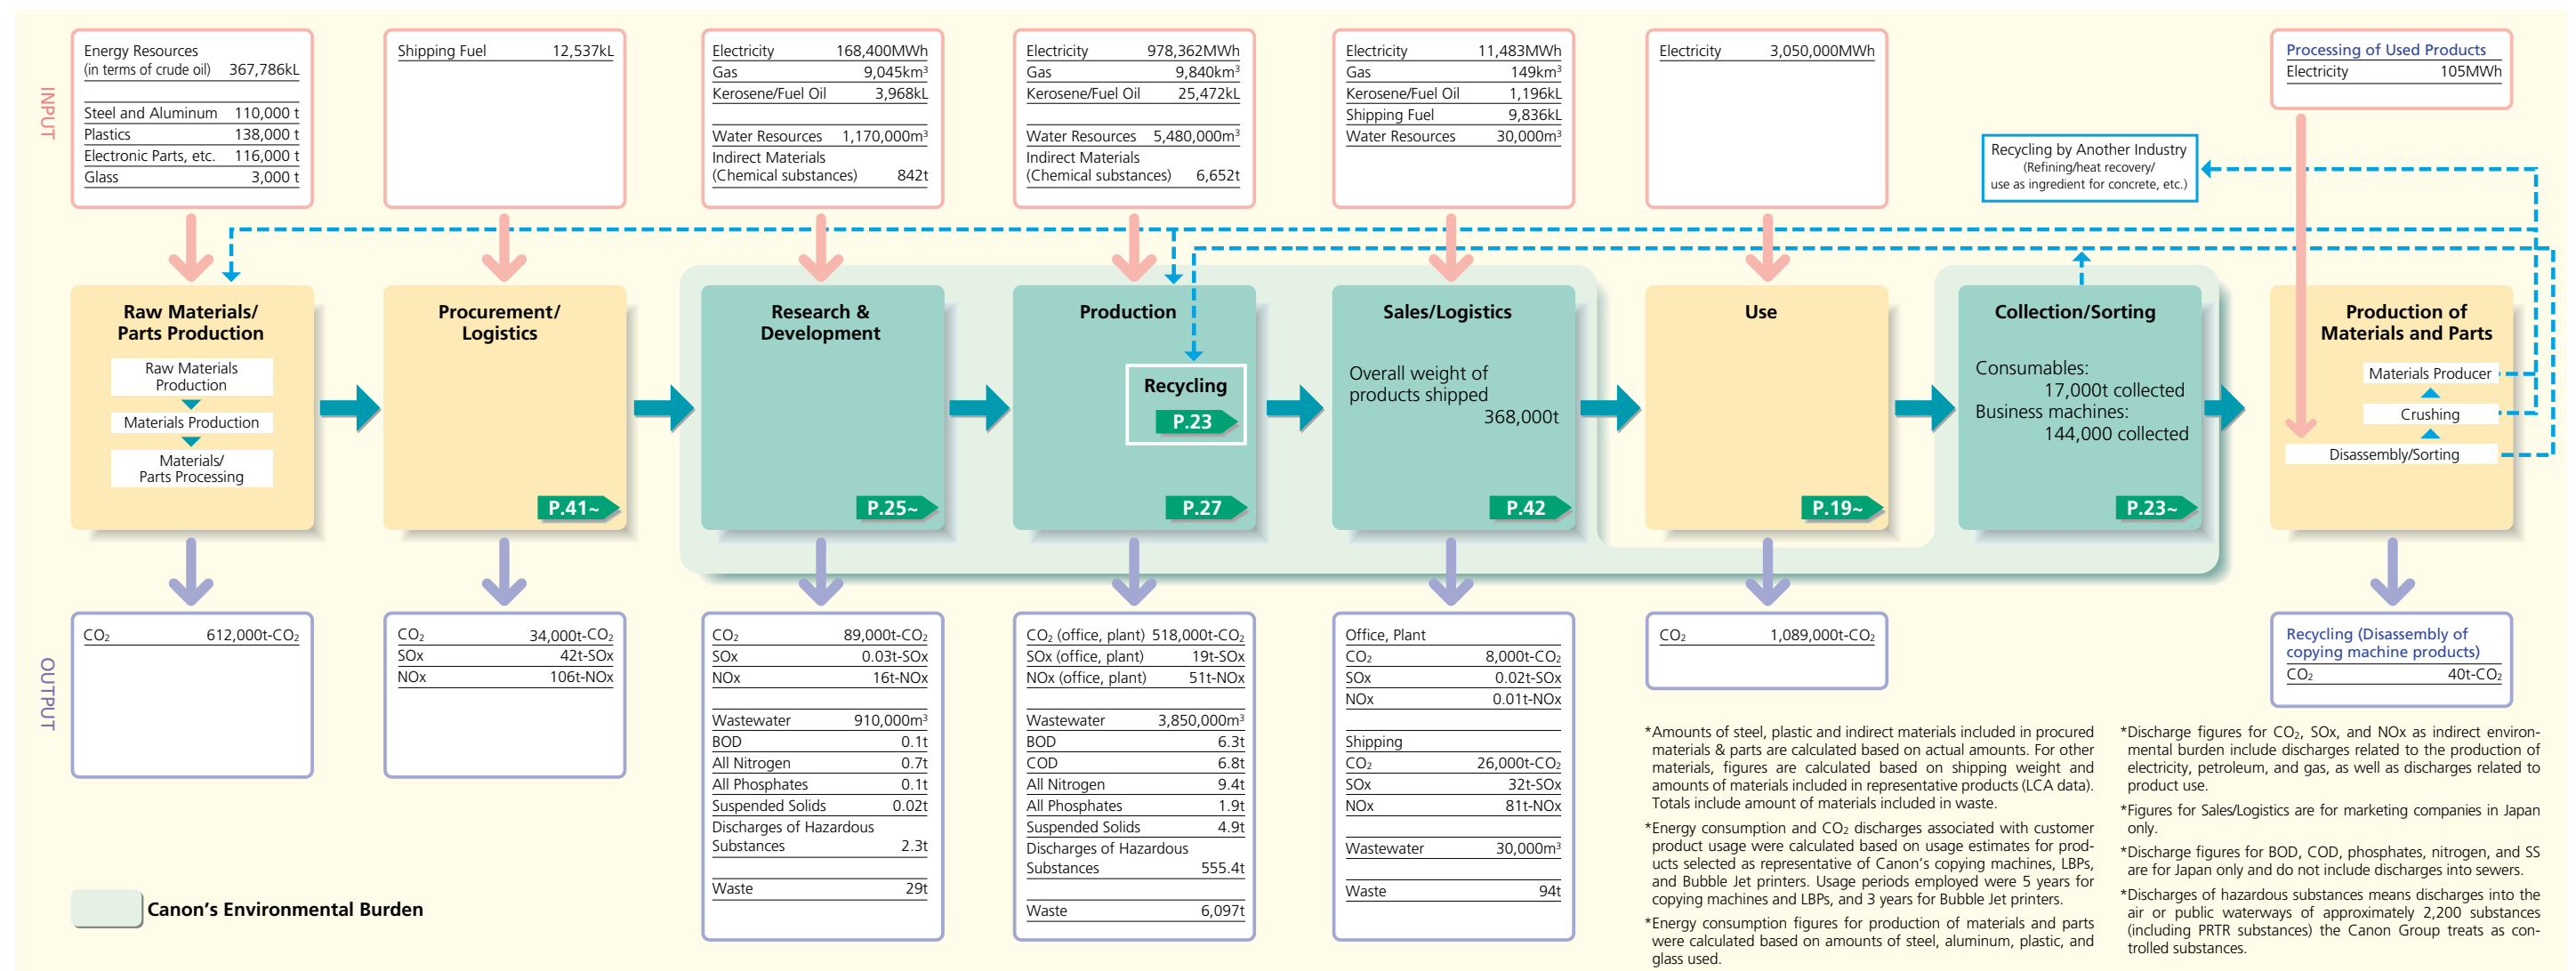 INPUT
Energy Resources
(in terms of crude oil) 367,786kL
Steel and Aluminum 110,000 t
Plastics 138,000 t
Electronic Parts, etc. 116,000 t
Glass 3,000 t
Shipping Fuel 12,537kL
Electricity 168,400MWh
Gas 9,045km³
Kerosene/Fuel Oil 3,968kL
Water Resources 1,170,000m³
Indirect Materials
(Chemical substances) 842t
Electricity 978,362MWh
Gas 9,840km³
Kerosene/Fuel Oil 25,472kL
Water Resources 5,480,000m³
Indirect Materials
(Chemical substances) 6,652t
Electricity 11,483MWh
Gas 149km³
Kerosene/Fuel Oil 1,196kL
Shipping Fuel 9,836kL
Water Resources 30,000m³
Electricity 3,050,000MWh
Processing of Used Products
Electricity 105MWh
Recycling by Another Industry
(Refining/heat recovery/
use as ingredient for concrete, etc.)
Raw Materials/
Parts Production
Raw Materials
Production
Materials Production
Materials/
Parts Processing
Procurement/
Logistics
P.41~
Research &
Development
P.25~
Production
Recycling
P.23
P.27
Sales/Logistics
Overall weight of
products shipped
368,000t
P.42
Use
P.19~
Collection/Sorting
Consumables:
17,000t collected
Business machines:
144,000 collected
P.23~
Production of
Materials and Parts
Materials Producer
Crushing
Disassembly/Sorting
OUTPUT
CO₂ 612,000t-CO₂
CO₂ 34,000t-CO₂
SOx 42t-SOx
NOx 106t-NOx
CO₂ 89,000t-CO₂
SOx 0.03t-SOx
NOx 16t-NOx
Wastewater 910,000m³
BOD 0.1t
All Nitrogen 0.7t
All Phosphates 0.1t
Suspended Solids 0.02t
Discharges of Hazardous
Substances 2.3t
Waste 29t
CO₂ (office, plant) 518,000t-CO₂
SOx (office, plant) 19t-SOx
NOx (office, plant) 51t-NOx
Wastewater 3,850,000m³
BOD 6.3t
COD 6.8t
All Nitrogen 9.4t
All Phosphates 1.9t
Suspended Solids 4.9t
Discharges of Hazardous
Substances 555.4t
Waste 6,097t
Office, Plant
CO₂ 8,000t-CO₂
SOx 0.02t-SOx
NOx 0.01t-NOx
Shipping
CO₂ 26,000t-CO₂
SOx 32t-SOx
NOx 81t-NOx
Wastewater 30,000m³
Waste 94t
CO₂ 1,089,000t-CO₂
Recycling (Disassembly of
copying machine products)
CO₂ 40t-CO₂
*Amounts of steel, plastic and indirect materials included in procured
materials & parts are calculated based on actual amounts. For other
materials, figures are calculated based on shipping weight and
amounts of materials included in representative products (LCA data).
Totals include amount of materials included in waste.
*Energy consumption and CO₂ discharges associated with customer
product usage were calculated based on usage estimates for prod-
ucts selected as representative of Canon's copying machines, LBPs,
and Bubble Jet printers. Usage periods employed were 5 years for
copying machines and LBPs, and 3 years for Bubble Jet printers.
*Energy consumption figures for production of materials and parts
were calculated based on amounts of steel, aluminum, plastic, and
glass used.
*Discharge figures for CO₂, SOx, and NOx as indirect environ-
mental burden include discharges related to the production of
electricity, petroleum, and gas, as well as discharges related to
product use.
*Figures for Sales/Logistics are for marketing companies in Japan
only.
*Discharge figures for BOD, COD, phosphates, nitrogen, and SS
are for Japan only and do not include discharges into sewers.
*Discharges of hazardous substances means discharges into the
air or public waterways of approximately 2,200 substances
(including PRTR substances) the Canon Group treats as con-
trolled substances.
Canon's Environmental Burden